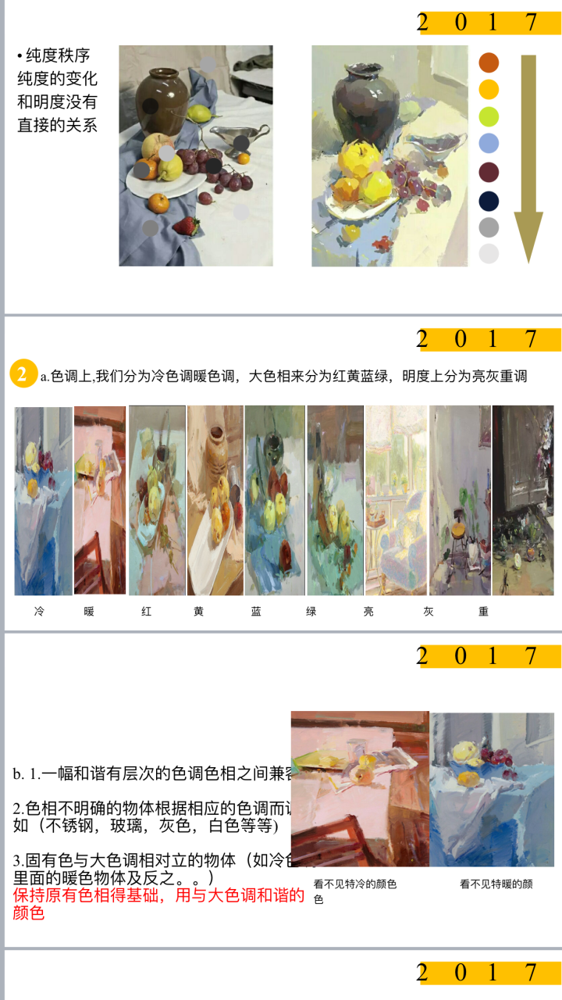 2 0 1 7
• 纯度秩序
纯度的变化
和明度没有
直接的关系
2 0 1 7
2
a.色调上,我们分为冷色调暖色调，大色相来分为红黄蓝绿，明度上分为亮灰重调
冷 暖 红 黄 蓝 绿 亮 灰 重
2 0 1 7
b. 1.一幅和谐有层次的色调色相之间兼
2.色相不明确的物体根据相应的色调而
如（不锈钢，玻璃，灰色，白色等等)
3.固有色与大色调相对立的物体（如冷色
里面的暖色物体及反之。。）
保持原有色相得基础，用与大色调和谐的
颜色
看不见特冷的颜色
色
看不见特暖的颜
2 0 1 7